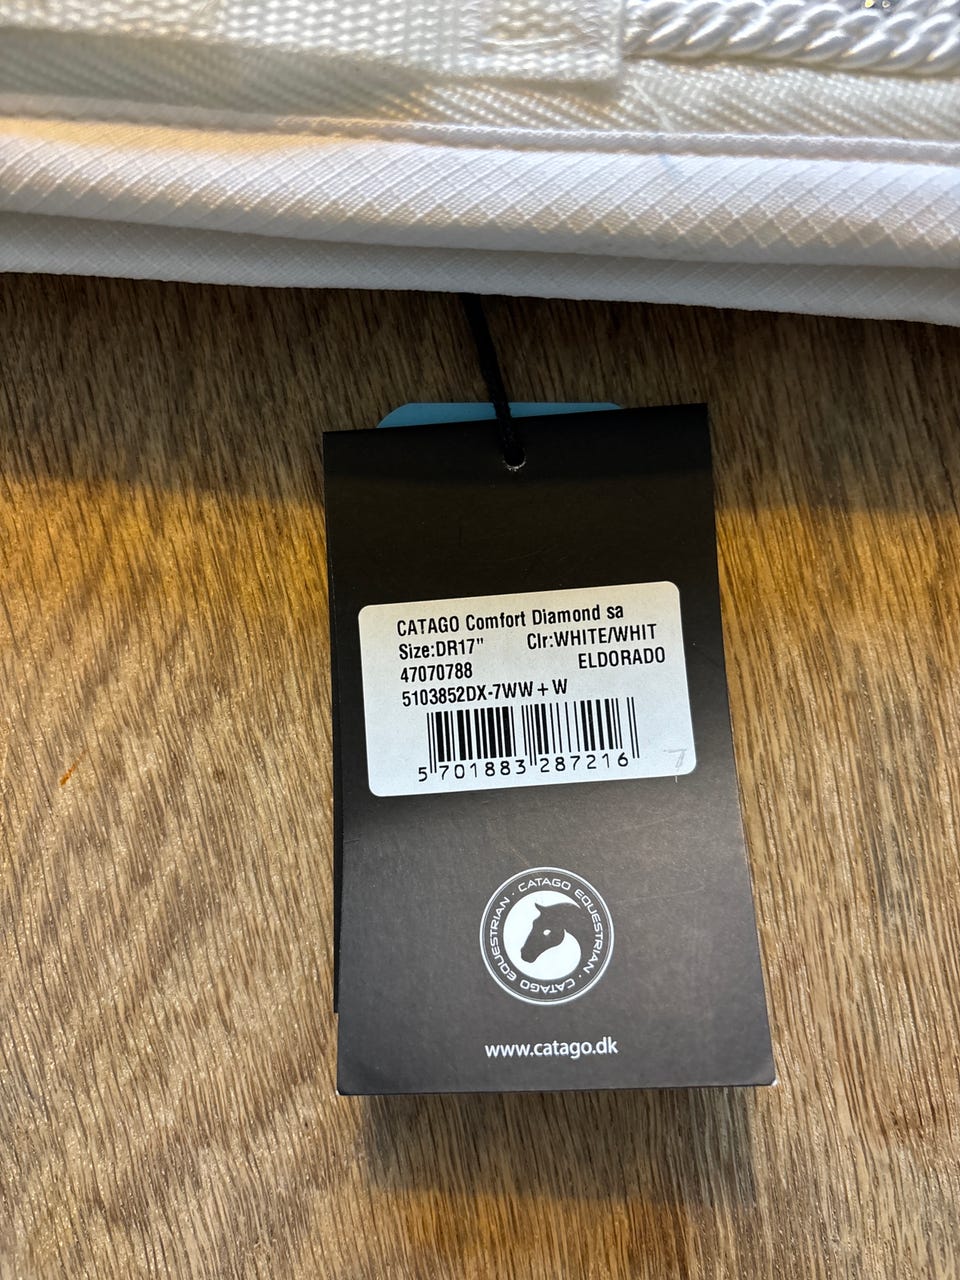 CATAGO Comfort Diamond sa
Size:DR17" Clr:WHITE/WHIT
47070788 ELDORADO
5103852DX-7WW + W
5 701883 287216
7
CATAGO EQUESTRIAN · CATAGO EQUESTRIAN ·
www.catago.dk